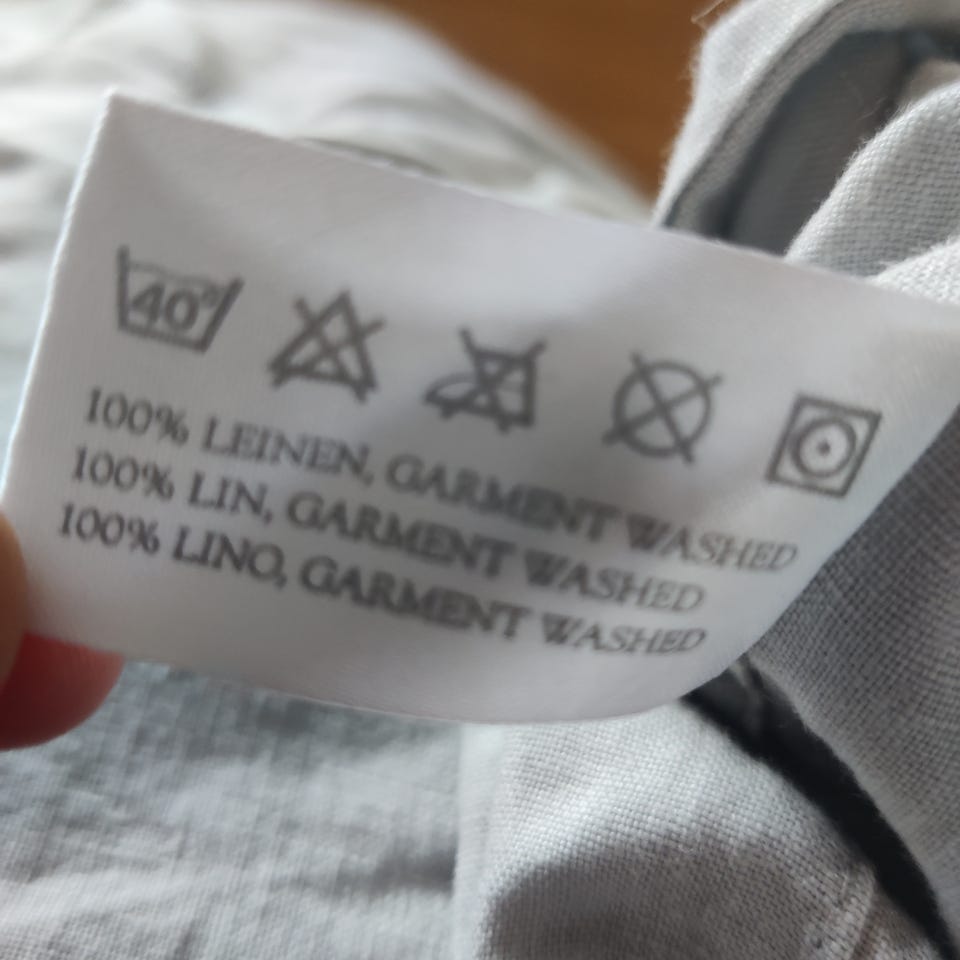 40°
100% LEINEN, GARMENT WASHED
100% LIN, GARMENT WASHED
100% LINO, GARMENT WASHED